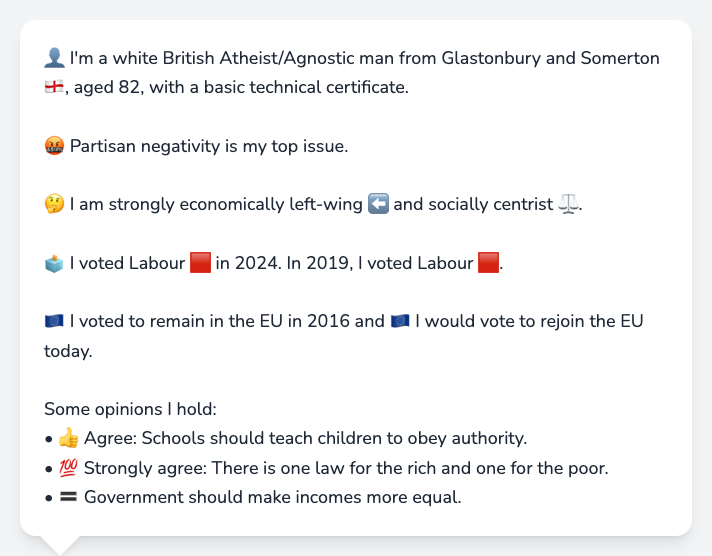 👤 I'm a white British Atheist/Agnostic man from Glastonbury and Somerton
🏴󠁧󠁢󠁥󠁮󠁧󠁿, aged 82, with a basic technical certificate.
🤬 Partisan negativity is my top issue.
🤔 I am strongly economically left-wing ⬅️ and socially centrist ⚖️.
🗳️ I voted Labour 🟥 in 2024. In 2019, I voted Labour 🟥.
🇪🇺 I voted to remain in the EU in 2016 and 🇪🇺 I would vote to rejoin the EU
today.
Some opinions I hold:
• 👍 Agree: Schools should teach children to obey authority.
• 💯 Strongly agree: There is one law for the rich and one for the poor.
• 🟰 Government should make incomes more equal.